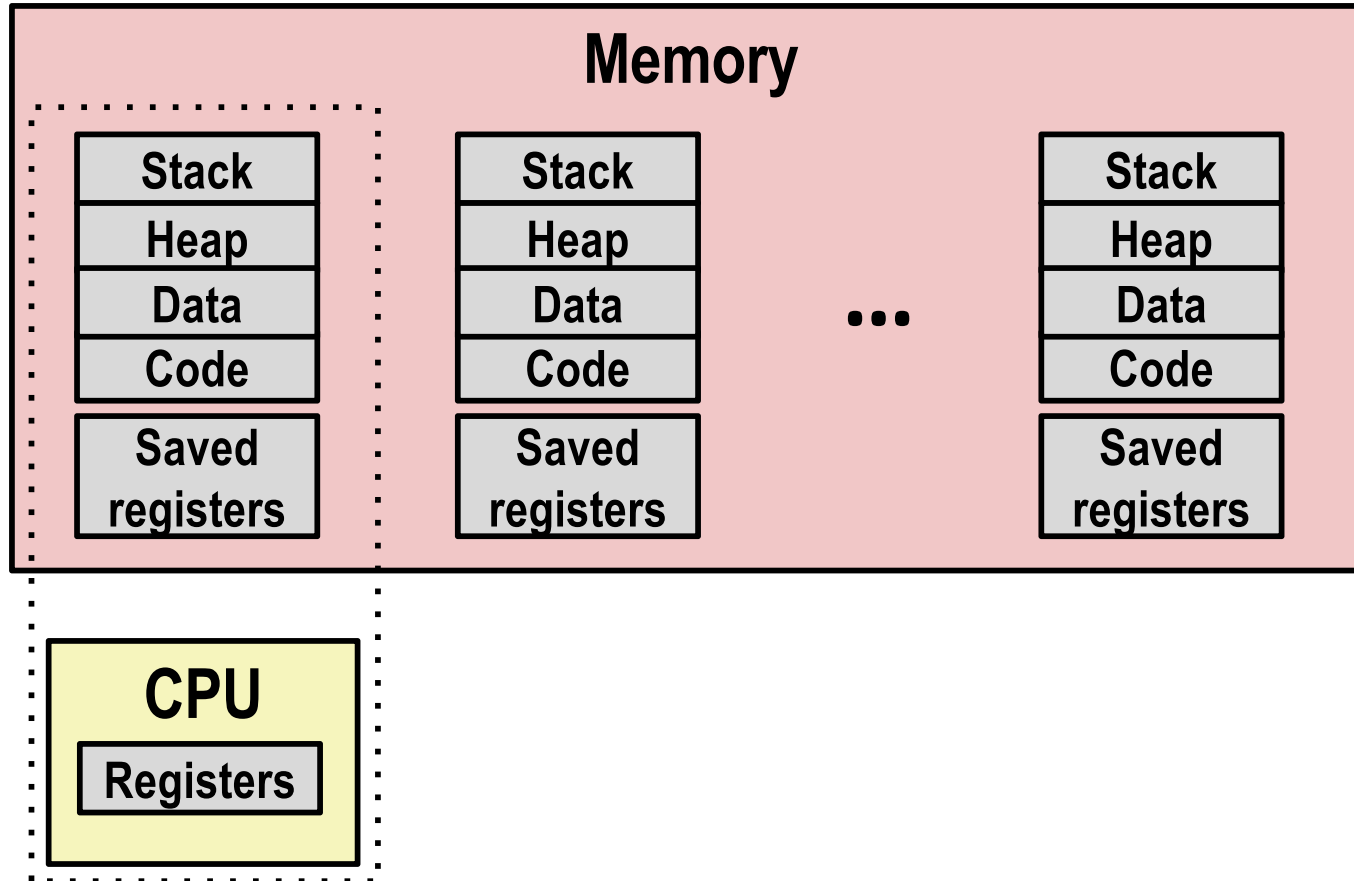 Memory
Stack
Heap
Data
Code
Saved
registers
Stack
Heap
Data
Code
Saved
registers
...
Stack
Heap
Data
Code
Saved
registers
CPU
Registers